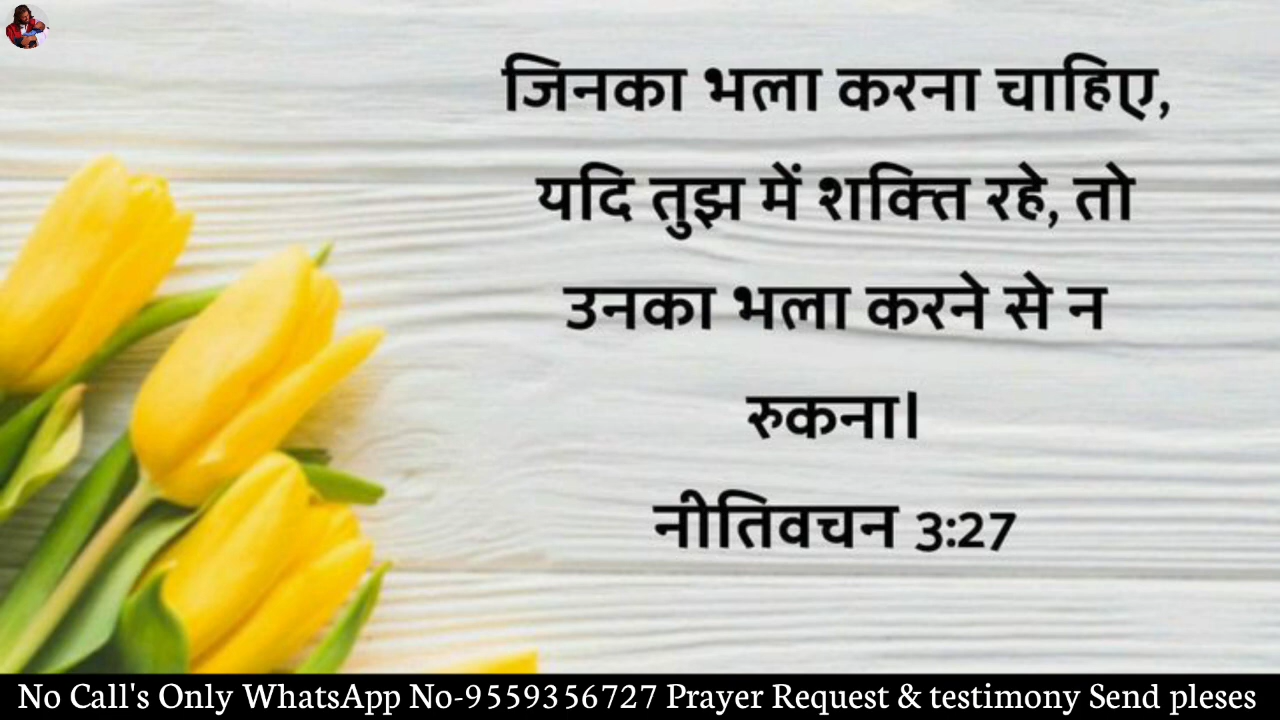 जिनका भला करना चाहिए,
यदि तुझ में शक्ति रहे, तो
उनका भला करने से न
रुकना।
नीतिवचन 3:27
No Call's Only WhatsApp No-9559356727 Prayer Request & testimony Send pleses